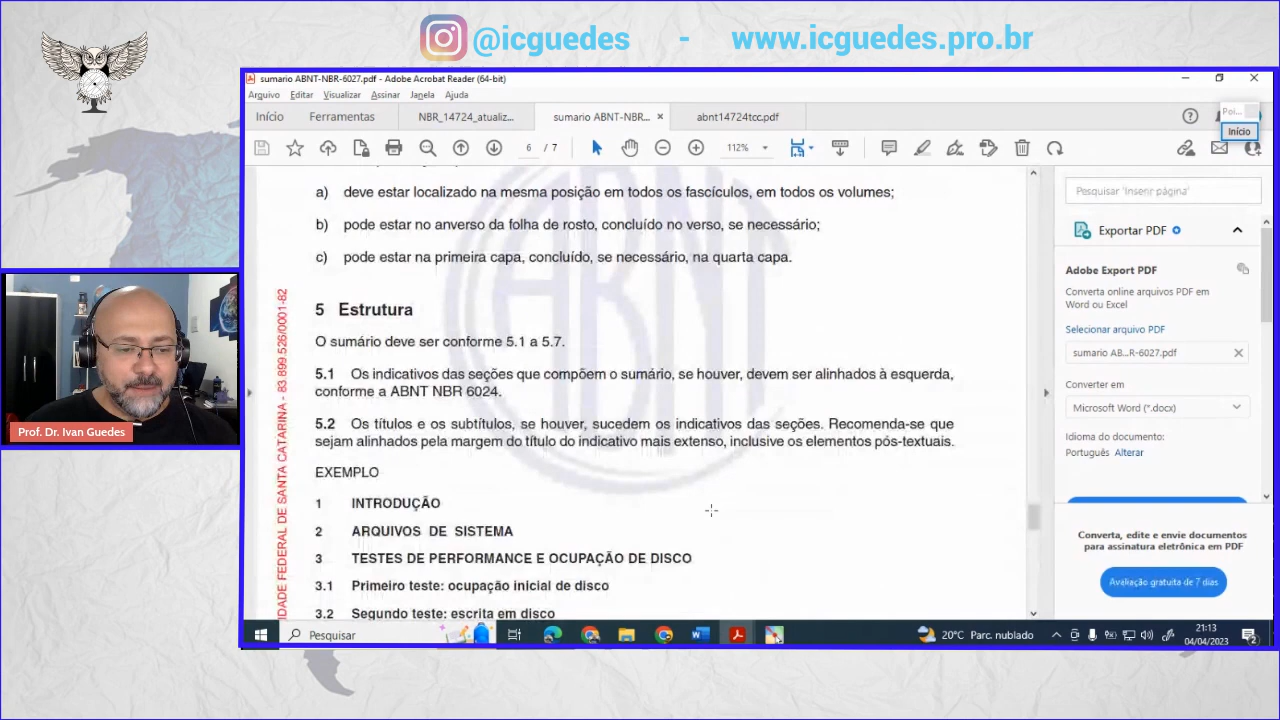 @icguedes - www.icguedes.pro.br
sumario ABNT-NBR-6027.pdf - Adobe Acrobat Reader (64-bit)
Arquivo Editar Visualizar Assinar Janela Ajuda
Início Ferramentas NBR_14724_atualiz... sumario ABNT-NBR... × abnt14724tcc.pdf
Poi...
Início
6 / 7 112%
a) deve estar localizado na mesma posição em todos os fascículos, em todos os volumes;
b) pode estar no anverso da folha de rosto, concluído no verso, se necessário;
c) pode estar na primeira capa, concluído, se necessário, na quarta capa.
5 Estrutura
O sumário deve ser conforme 5.1 a 5.7.
5.1 Os indicativos das seções que compõem o sumário, se houver, devem ser alinhados à esquerda,
conforme a ABNT NBR 6024.
5.2 Os títulos e os subtítulos, se houver, sucedem os indicativos das seções. Recomenda-se que
sejam alinhados pela margem do título do indicativo mais extenso, inclusive os elementos pós-textuais.
EXEMPLO
1 INTRODUÇÃO
2 ARQUIVOS DE SISTEMA
3 TESTES DE PERFORMANCE E OCUPAÇÃO DE DISCO
3.1 Primeiro teste: ocupação inicial de disco
3.2 Segundo teste: escrita em disco
IDADE FEDERAL DE SANTA CATARINA - 83.899.526/0001-82
ABNT
Pesquisar 'Inserir página'
Exportar PDF
Adobe Export PDF
Converta online arquivos PDF em
Word ou Excel
Selecionar arquivo PDF
sumario AB...R-6027.pdf
Converter em
Microsoft Word (*.docx)
Idioma do documento:
Português Alterar
Converta, edite e envie documentos
para assinatura eletrônica em PDF
Avaliação gratuita de 7 dias
Prof. Dr. Ivan Guedes
Pesquisar
20°C Parc. nublado
21:13
04/04/2023
2